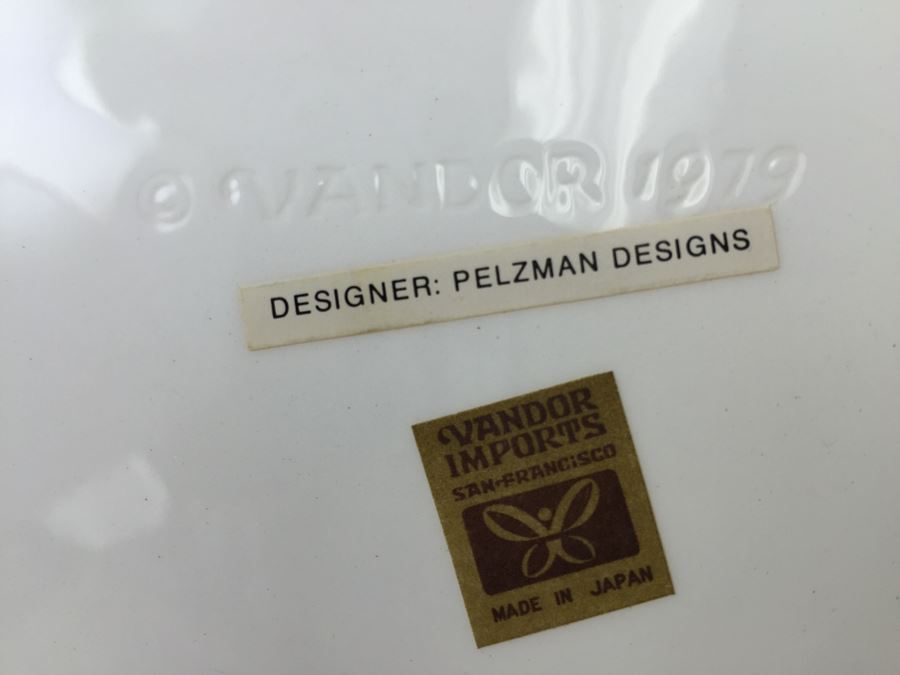 © VANDOR 1979
DESIGNER: PELZMAN DESIGNS
VANDOR
IMPORTS
SAN FRANCISCO
MADE IN JAPAN